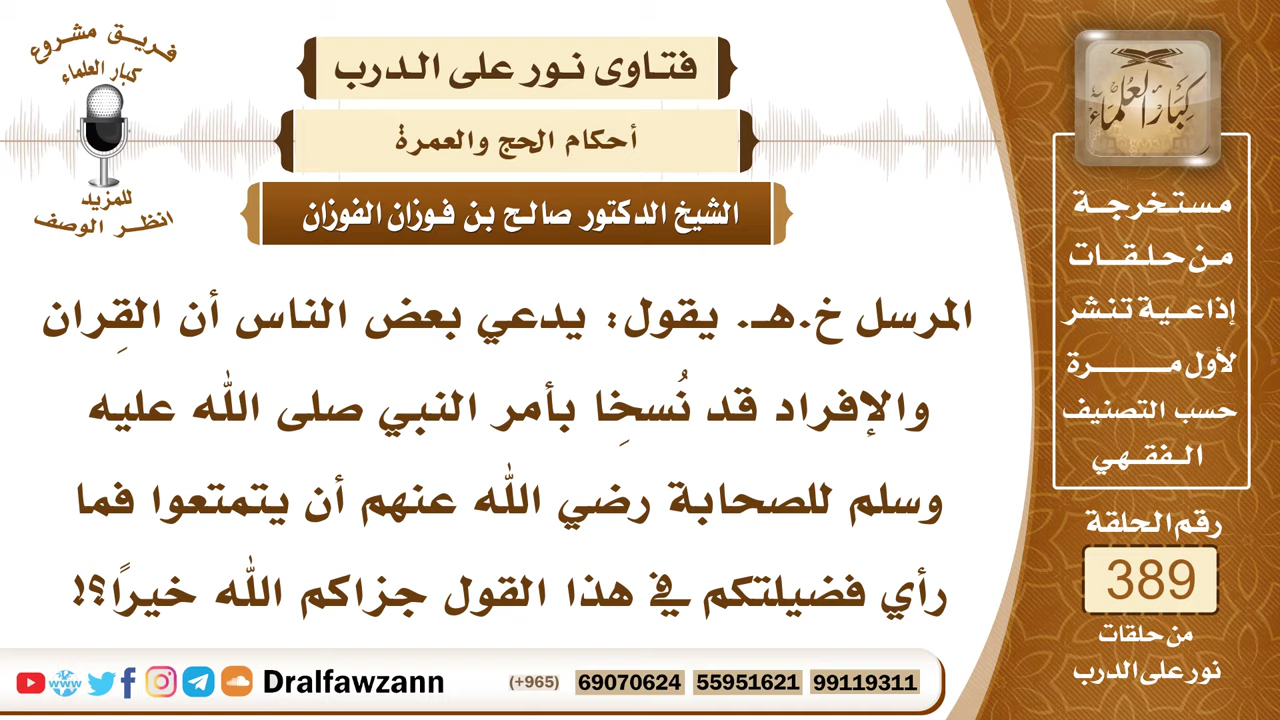 فريق مشروع
كبار العلماء
للمزيد
انظر الوصف
فتاوى نور على الدرب
أحكام الحج والعمرة
الشيخ الدكتور صالح بن فوزان الفوزان
المرسل خ.هـ. يقول: يدعي بعض الناس أن القِران
والإفراد قد نُسخِا بأمر النبي صلى الله عليه
وسلم للصحابة رضي الله عنهم أن يتمتعوا فما
رأي فضيلتكم في هذا القول جزاكم الله خيرًا؟!
كبار العلماء
مستخرجة
من حلقات
إذاعية تنشر
لأول مرة
حسب التصنيف
الفقهي
رقم الحلقة
389
من حلقات
نور على الدرب
www
Dralfawzann
(+965) 69070624 55951621 99119311